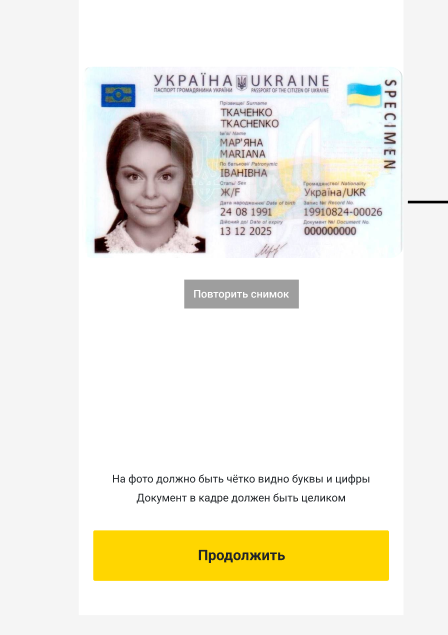 УКРАЇНА UKRAINE
ПАСПОРТ ГРОМАДЯНИНА УКРАЇНИ PASSPORT OF THE CITIZEN OF UKRAINE
SPECIMEN
Прізвище/ Surname
ТКАЧЕНКО
TKACHENKO
Ім'я/ Name
МАР'ЯНА
MARIANA
По батькові/ Patronymic
ІВАНІВНА
Стать/ Sex Громадянство/ Nationality
Ж/F Україна/UKR
Дата народження/ Date of birth Запис №/ Record No.
24 08 1991 19910824-00026
Дійсний до/ Date of expiry Документ №/ Document No.
13 12 2025 000000000
Повторить снимок
На фото должно быть чётко видно буквы и цифры
Документ в кадре должен быть целиком
Продолжить